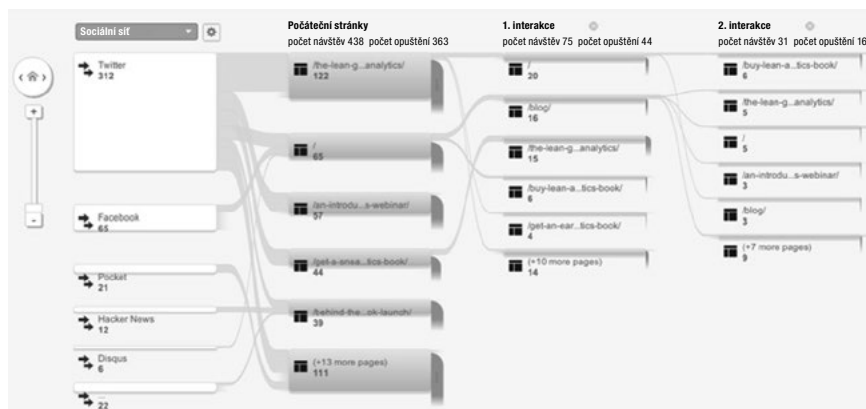 Sociální síť
Počáteční stránky
počet návštěv 438 počet opuštění 363
1. interakce
počet návštěv 75 počet opuštění 44
2. interakce
počet návštěv 31 počet opuštění 16
Twitter
312
Facebook
65
Pocket
21
Hacker News
12
Disqus
6
...
22
/the-lean-g...analytics/
122
/
65
/an-introdu...s-webinar/
57
/get-a-snea...tics-book/
44
/behind-the...ok-launch/
39
(+13 more pages)
111
/
20
/blog/
16
/the-lean-g...analytics/
15
/buy-lean-a...tics-book/
6
/get-an-ear...tics-book/
4
(+10 more pages)
14
/buy-lean-a...tics-book/
6
/the-lean-g...analytics/
5
/
5
/an-introdu...s-webinar/
3
/blog/
3
(+7 more pages)
9